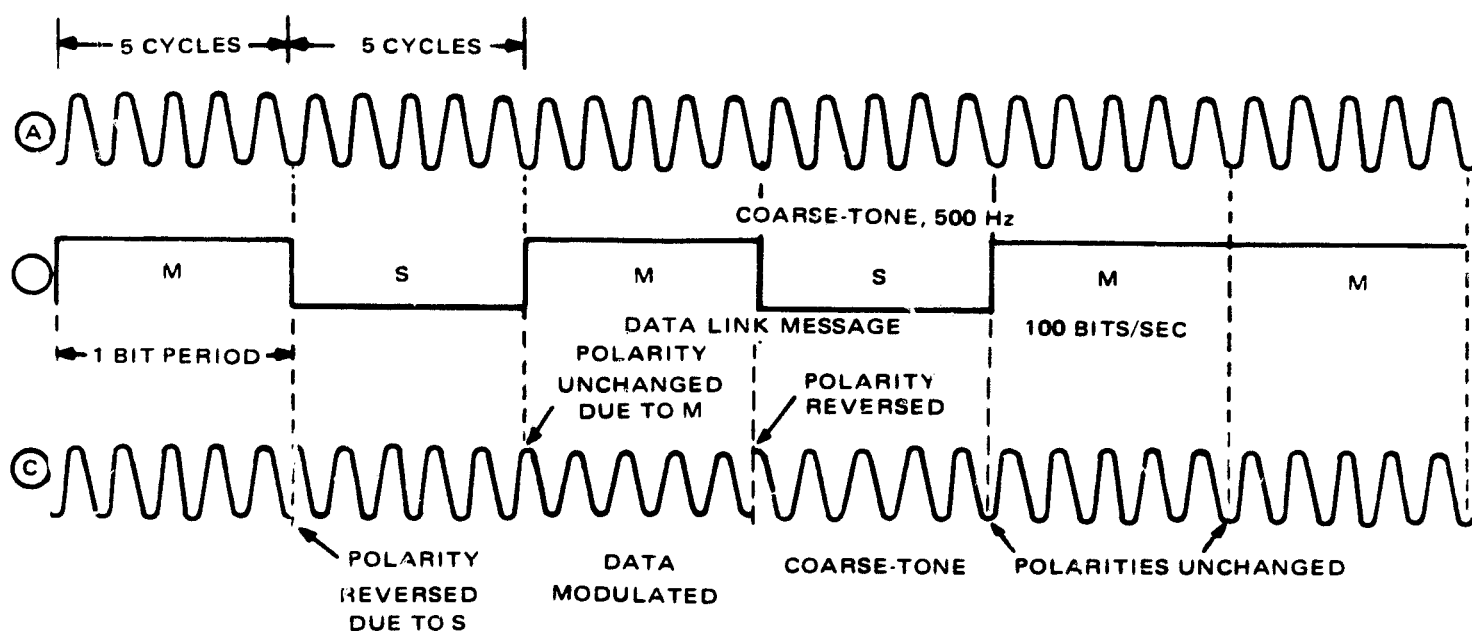 5 CYCLES
5 CYCLES
A
COARSE-TONE, 500 Hz
M
S
M
S
M
M
DATA LINK MESSAGE
100 BITS/SEC
1 BIT PERIOD
POLARITY
UNCHANGED
DUE TO M
POLARITY
REVERSED
C
POLARITY
REVERSED
DUE TO S
DATA
MODULATED
COARSE-TONE
POLARITIES UNCHANGED